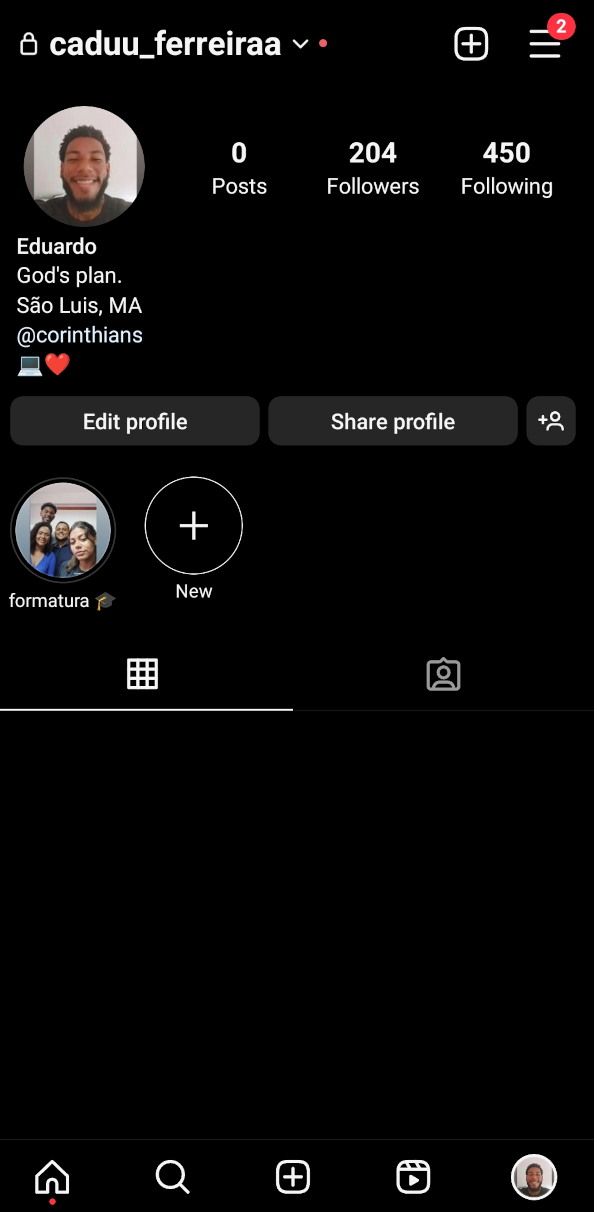 caduu_ferreiraa
2
0 204 450
Posts Followers Following
Eduardo
God's plan.
São Luis, MA
@corinthians
💻❤️
Edit profile Share profile
formatura 🎓 New